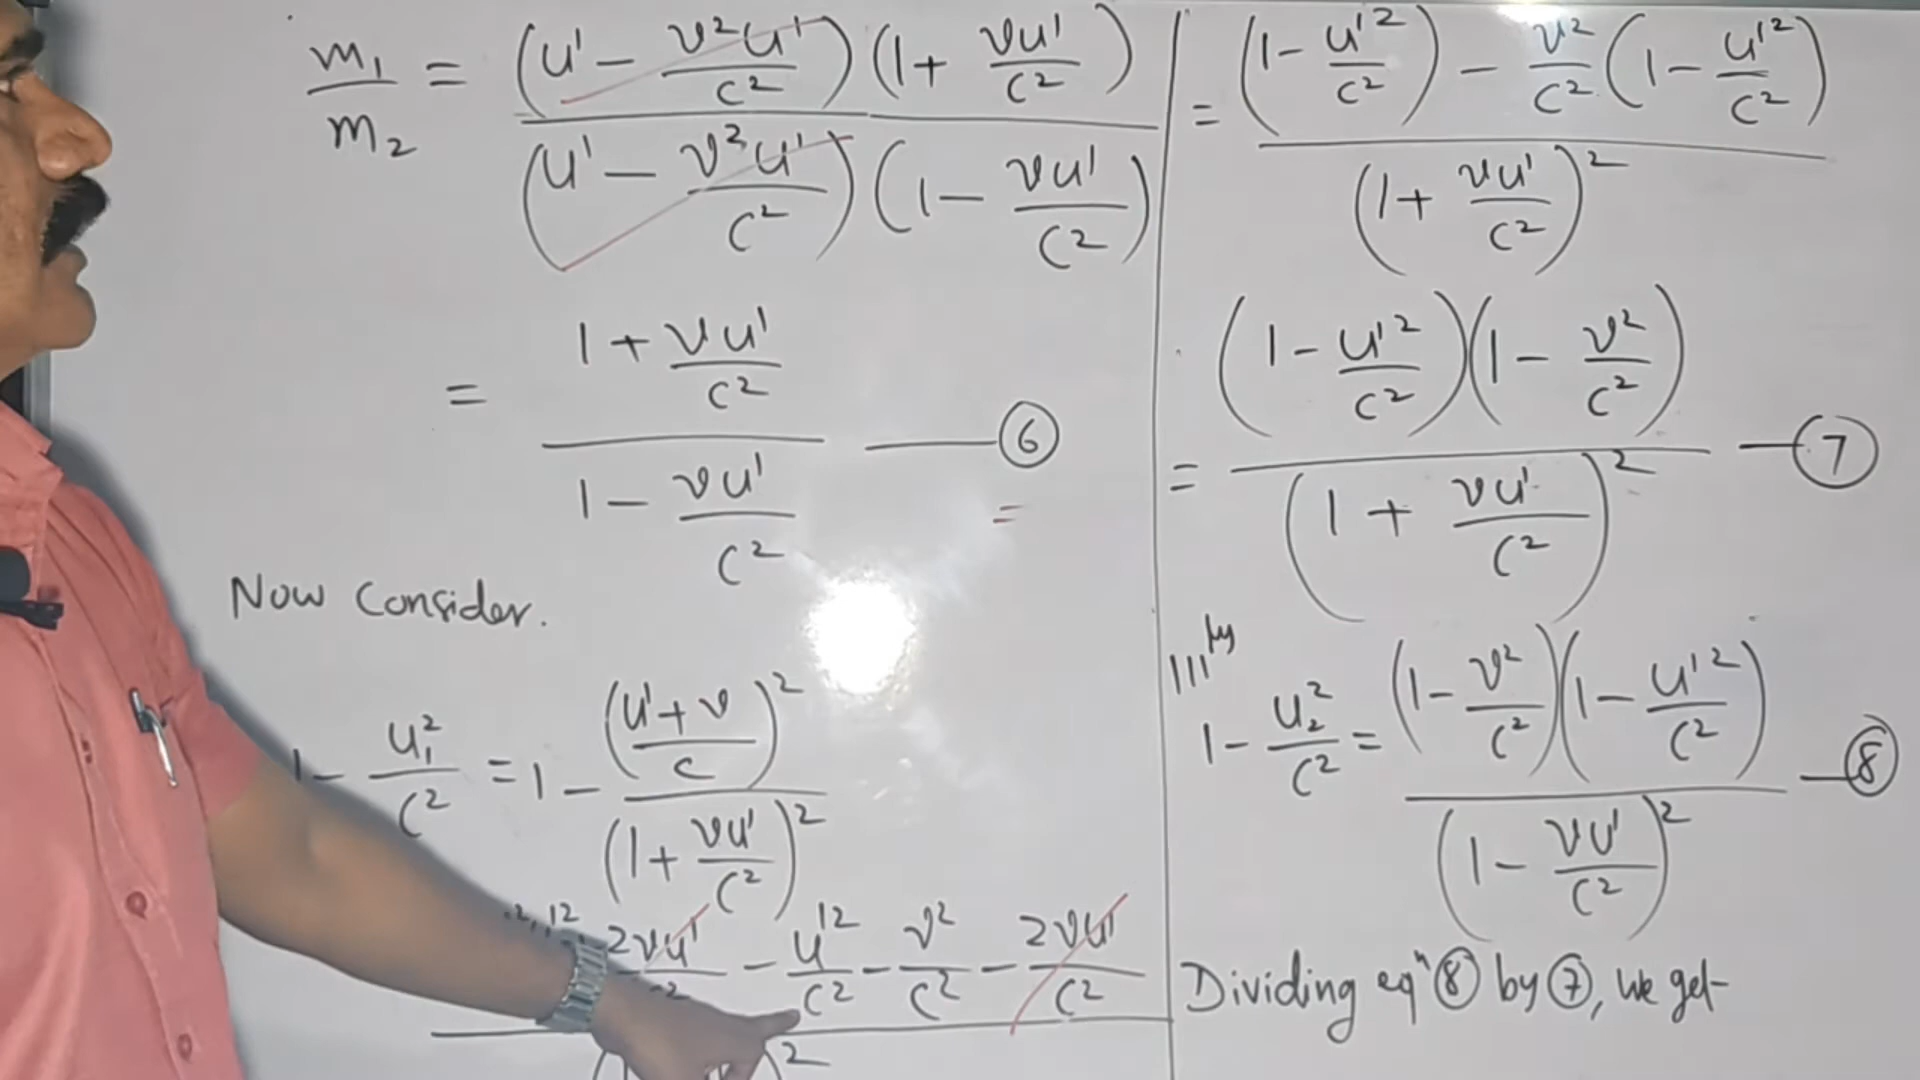 m₁/m₂ = (u' − v²u'/c²)(1 + vu'/c²) / (u' − v²u'/c²)(1 − vu'/c²)
= (1 + vu'/c²) / (1 − vu'/c²) — ⑥
=
Now Consider.
1 − u₁²/c² = 1 − ((u' + v)/c)² / (1 + vu'/c²)²
2vu'/c² − u'²/c² − v²/c² − 2vu'/c²
= ((1 − u'²/c²) − v²/c²(1 − u'²/c²)) / (1 + vu'/c²)²
= (1 − u'²/c²)(1 − v²/c²) / (1 + vu'/c²)² — ⑦
|||ly
1 − u₂²/c² = (1 − v²/c²)(1 − u'²/c²) / (1 − vu'/c²)² — ⑧
Dividing eqⁿ ⑧ by ⑦, we get-